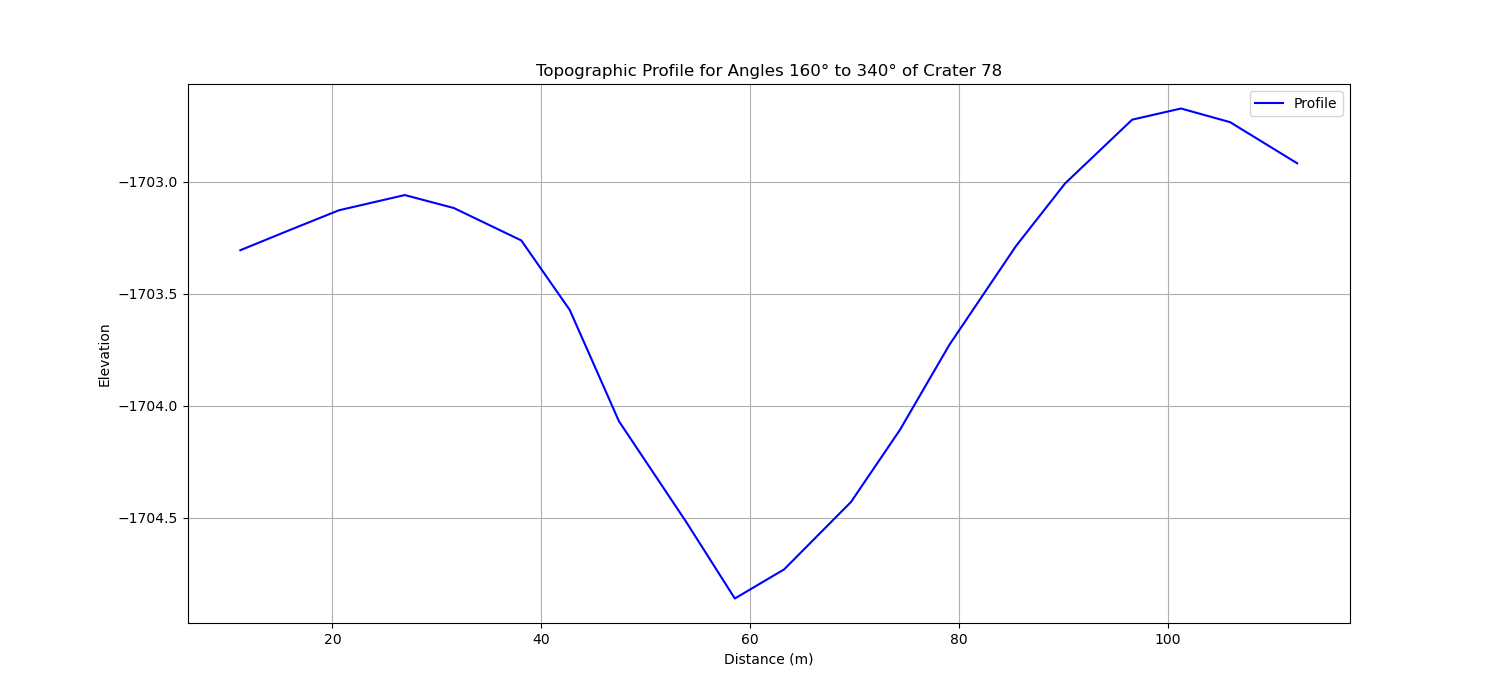 Topographic Profile for Angles 160° to 340° of Crater 78
Profile
−1703.0
−1703.5
−1704.0
−1704.5
Elevation
20 40 60 80 100
Distance (m)